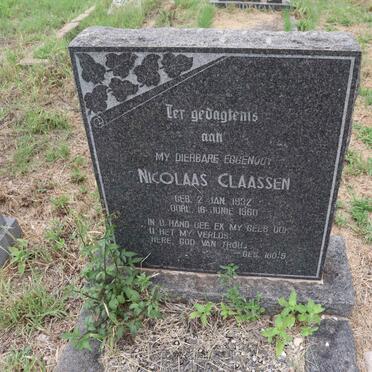 Ter gedagtenis
aan
MY DIERBARE EGGENOOT
NICOLAAS CLAASSEN
GEB. 2 JAN. 1932
OORL. 16 JUNIE 1960
IN U HAND GEE EK MY GEES OOR
U HET MY VERLOS
HERE, GOD VAN TROU.
GES.